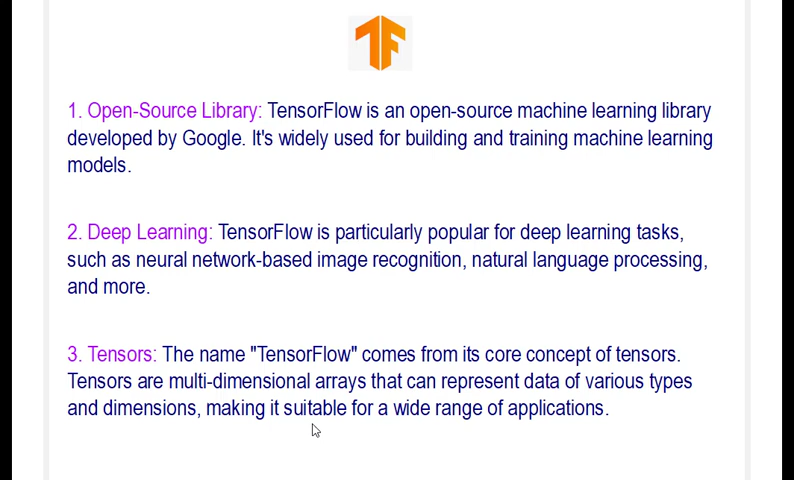 1. Open-Source Library: TensorFlow is an open-source machine learning library
developed by Google. It's widely used for building and training machine learning
models.
2. Deep Learning: TensorFlow is particularly popular for deep learning tasks,
such as neural network-based image recognition, natural language processing,
and more.
3. Tensors: The name "TensorFlow" comes from its core concept of tensors.
Tensors are multi-dimensional arrays that can represent data of various types
and dimensions, making it suitable for a wide range of applications.